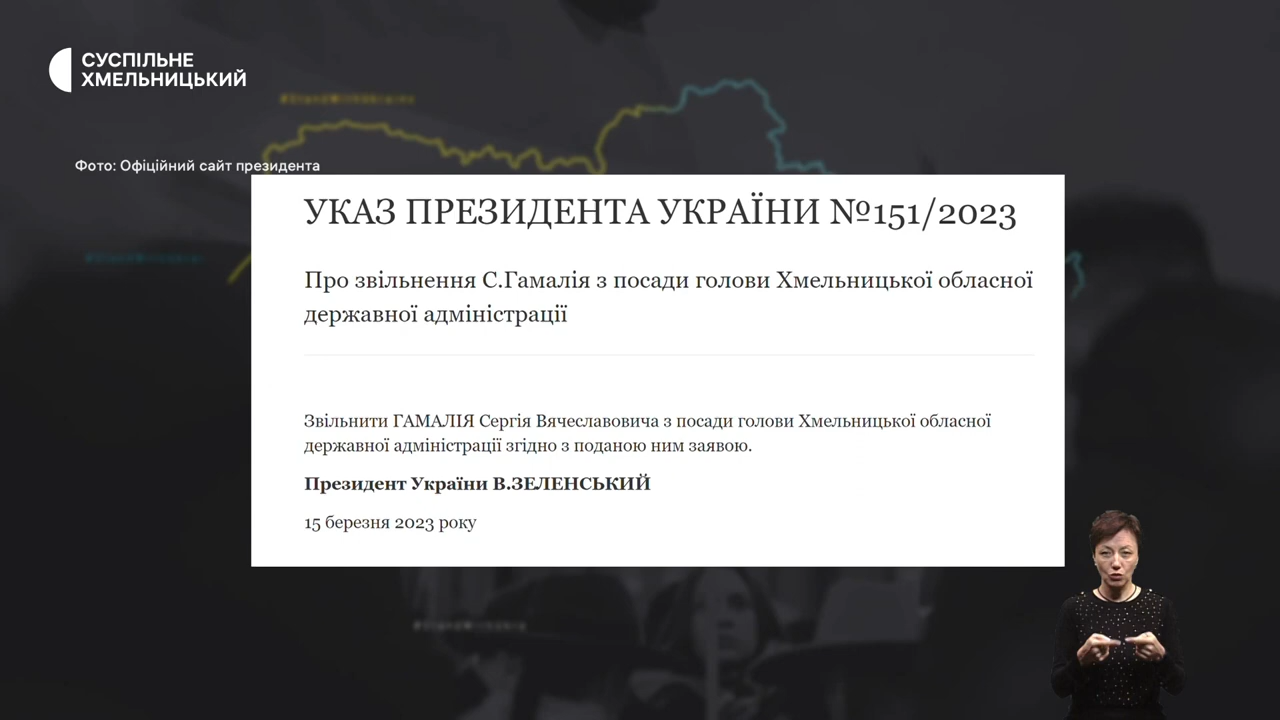 СУСПІЛЬНЕ
ХМЕЛЬНИЦЬКИЙ
Фото: Офіційний сайт президента
УКАЗ ПРЕЗИДЕНТА УКРАЇНИ №151/2023
Про звільнення С.Гамалія з посади голови Хмельницької обласної
державної адміністрації
Звільнити ГАМАЛІЯ Сергія Вячеславовича з посади голови Хмельницької обласної
державної адміністрації згідно з поданою ним заявою.
Президент України В.ЗЕЛЕНСЬКИЙ
15 березня 2023 року